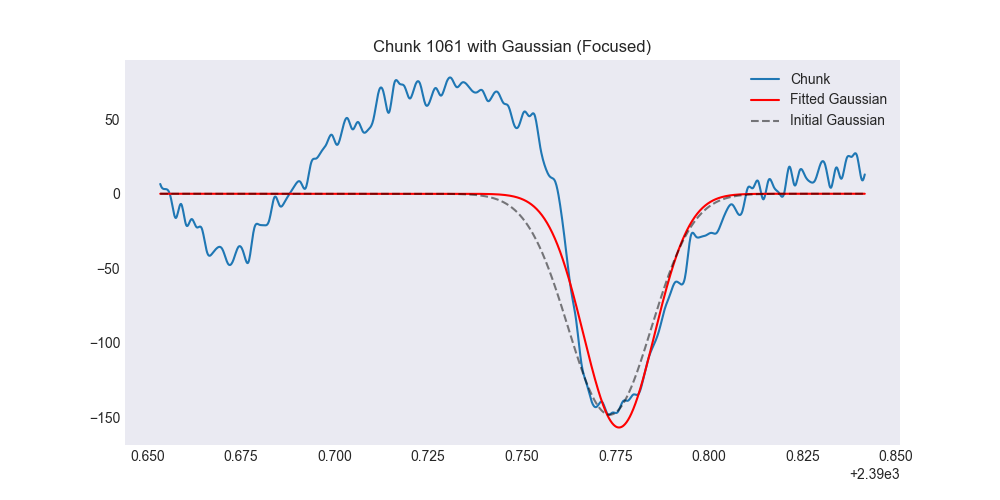 Chunk 1061 with Gaussian (Focused)
Chunk
Fitted Gaussian
Initial Gaussian
50
0
−50
−100
−150
0.650 0.675 0.700 0.725 0.750 0.775 0.800 0.825 0.850
+2.39e3